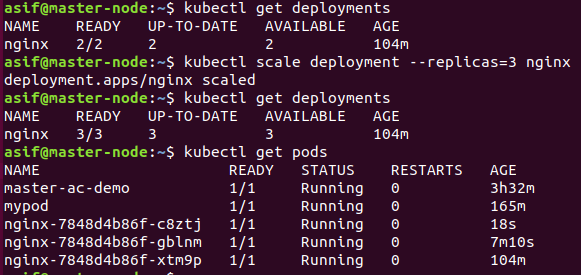 asif@master-node:~$ kubectl get deployments
NAME    READY   UP-TO-DATE   AVAILABLE   AGE
nginx   2/2     2            2           104m
asif@master-node:~$ kubectl scale deployment --replicas=3 nginx
deployment.apps/nginx scaled
asif@master-node:~$ kubectl get deployments
NAME    READY   UP-TO-DATE   AVAILABLE   AGE
nginx   3/3     3            3           104m
asif@master-node:~$ kubectl get pods
NAME                     READY   STATUS    RESTARTS   AGE
master-ac-demo           1/1     Running   0          3h32m
mypod                    1/1     Running   0          165m
nginx-7848d4b86f-c8ztj   1/1     Running   0          18s
nginx-7848d4b86f-gblnm   1/1     Running   0          7m10s
nginx-7848d4b86f-xtm9p   1/1     Running   0          104m